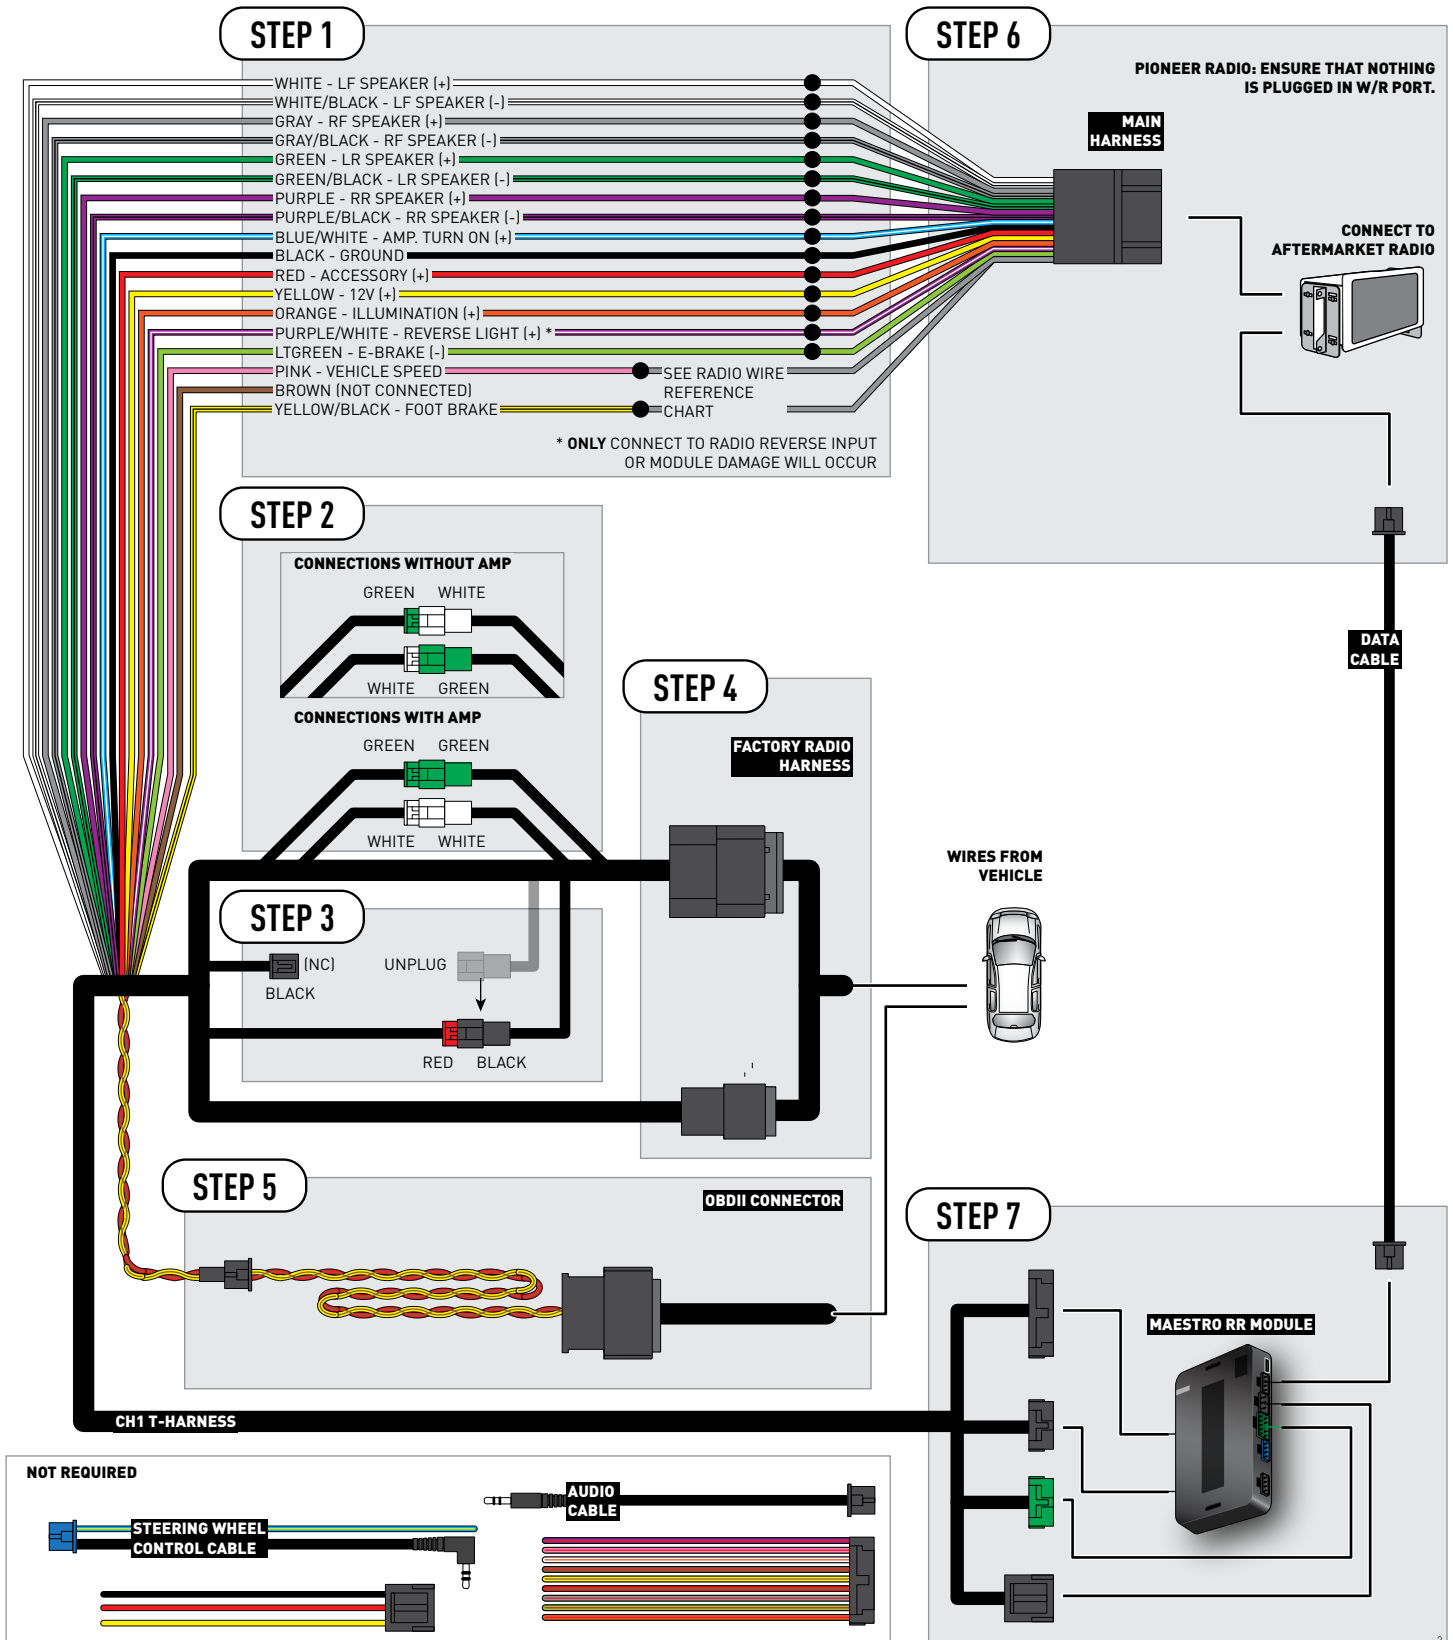 STEP 1
WHITE - LF SPEAKER (+)
WHITE/BLACK - LF SPEAKER (-)
GRAY - RF SPEAKER (+)
GRAY/BLACK - RF SPEAKER (-)
GREEN - LR SPEAKER (+)
GREEN/BLACK - LR SPEAKER (-)
PURPLE - RR SPEAKER (+)
PURPLE/BLACK - RR SPEAKER (-)
BLUE/WHITE - AMP. TURN ON (+)
BLACK - GROUND
RED - ACCESSORY (+)
YELLOW - 12V (+)
ORANGE - ILLUMINATION (+)
PURPLE/WHITE - REVERSE LIGHT (+) *
LTGREEN - E-BRAKE (-)
PINK - VEHICLE SPEED
BROWN (NOT CONNECTED)
YELLOW/BLACK - FOOT BRAKE
SEE RADIO WIRE
REFERENCE
CHART
* ONLY CONNECT TO RADIO REVERSE INPUT
OR MODULE DAMAGE WILL OCCUR
STEP 6
PIONEER RADIO: ENSURE THAT NOTHING
IS PLUGGED IN W/R PORT.
MAIN
HARNESS
CONNECT TO
AFTERMARKET RADIO
DATA
CABLE
STEP 2
CONNECTIONS WITHOUT AMP
GREEN WHITE
WHITE GREEN
CONNECTIONS WITH AMP
GREEN GREEN
WHITE WHITE
STEP 4
FACTORY RADIO
HARNESS
WIRES FROM
VEHICLE
STEP 3
(NC)
BLACK
UNPLUG
RED BLACK
STEP 5
OBDII CONNECTOR
STEP 7
MAESTRO RR MODULE
CH1 T-HARNESS
NOT REQUIRED
STEERING WHEEL
CONTROL CABLE
AUDIO
CABLE